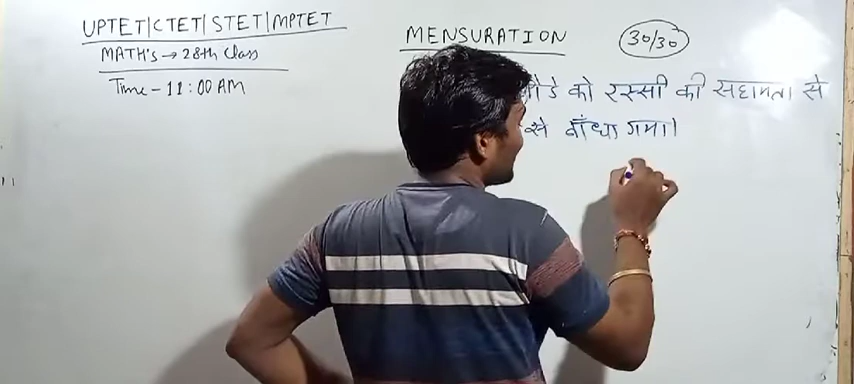 UPTET|CTET|STET|MPTET
MATH's → 28th Class
Time - 11:00 AM
MENSURATION
30/30
को रस्सी की सहायता से
से बाँधा गया।